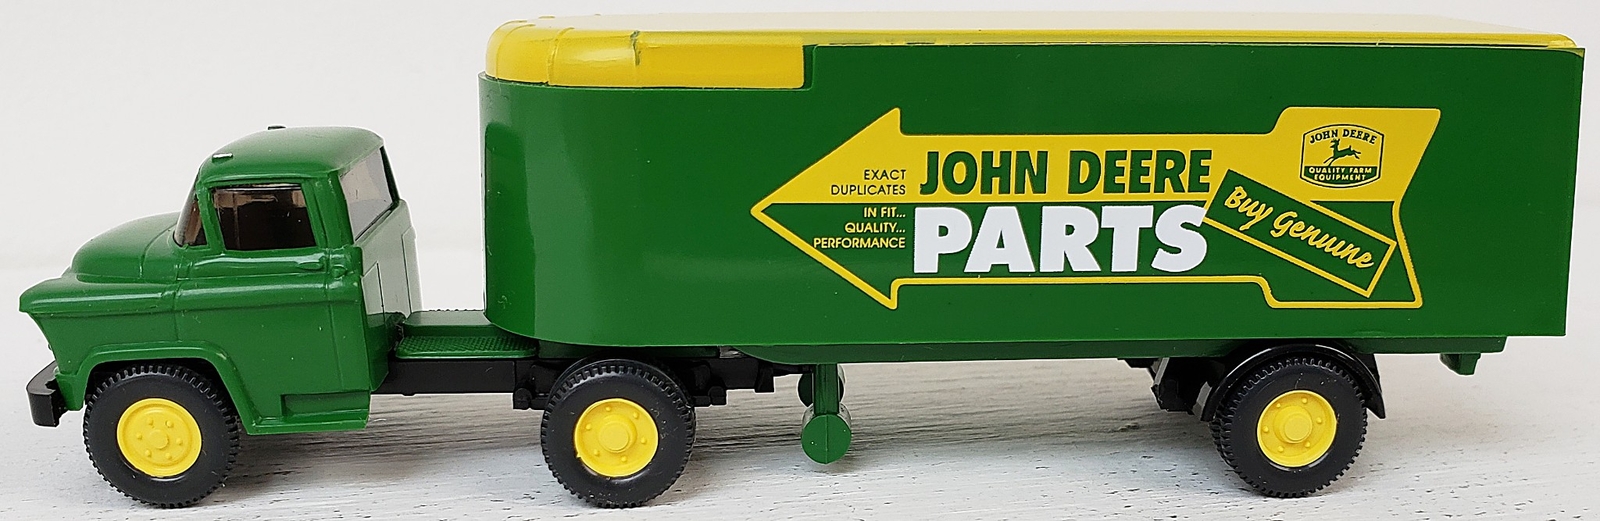 EXACT
DUPLICATES
IN FIT...
QUALITY...
PERFORMANCE
JOHN DEERE
PARTS
Buy Genuine
JOHN DEERE
QUALITY FARM
EQUIPMENT